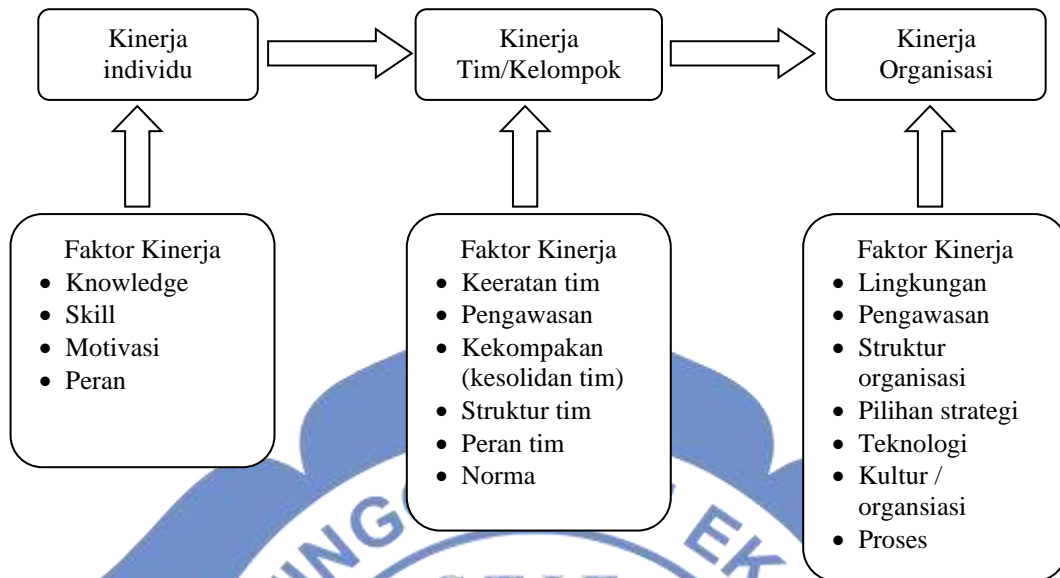 Kinerja
individu
Kinerja
Tim/Kelompok
Kinerja
Organisasi
Faktor Kinerja
• Knowledge
• Skill
• Motivasi
• Peran
Faktor Kinerja
• Keeratan tim
• Pengawasan
• Kekompakan
(kesolidan tim)
• Struktur tim
• Peran tim
• Norma
Faktor Kinerja
• Lingkungan
• Pengawasan
• Struktur
organisasi
• Pilihan strategi
• Teknologi
• Kultur /
organsiasi
• Proses